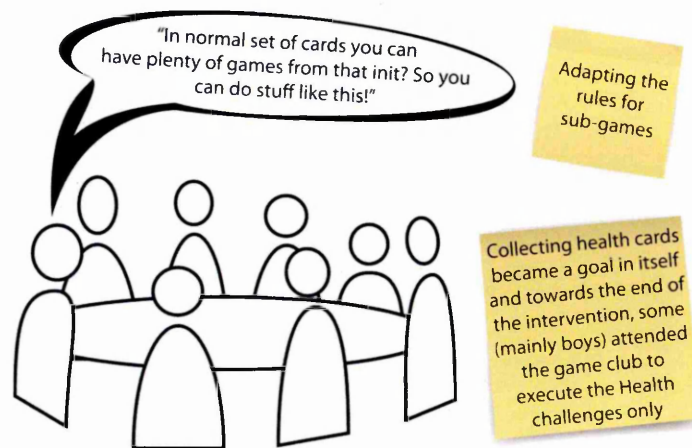 "In normal set of cards you can
have plenty of games from that init? So you
can do stuff like this!"
Adapting the
rules for
sub-games
Collecting health cards
became a goal in itself
and towards the end of
the intervention, some
(mainly boys) attended
the game club to
execute the Health
challenges only